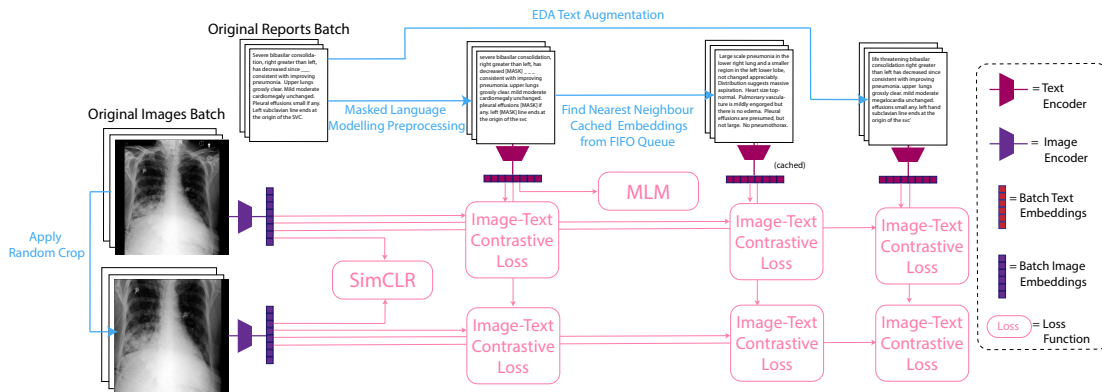 EDA Text Augmentation
Original Reports Batch
Severe bibasilar consolida-
tion, right greater than left,
has decreased since ___
consistent with improving
pneumonia. Upper lungs
grossly clear. Mild moderate
cardiomegaly unchanged.
Pleural effusions small if any.
Left subclavian line ends at
the origin of the SVC.
severe bibasilar consolidation,
right greater than left, has
decreased [MASK] _ _ _
consistent with improving
pneumonia. upper lungs
grossly clear. mild moderate
cardiomegaly unchanged.
pleural effusions [MASK] if
any. left [MASK] line ends at
the origin of the svc
Large scale pneumonia in the
lower right lung and a smaller
region in the left lower lobe,
not changed appreciably.
Distribution suggests massive
aspiration. Heart size top-
normal. Pulmonary vascula-
ture is mildly engorged but
there is no edema. Pleural
effusions are presumed, but
not large. No pneumothorax.
life threatening bibasilar
consolidation right greater
than left has decreased since
consistent with improving
pneumonia. upper lungs
grossly clear. mild moderate
megalocardia unchanged.
effusions small any. left hand
subclavian line ends at the
origin of the svc'
Masked Language
Modelling Preprocessing
Find Nearest Neighbour
Cached Embeddings
from FIFO Queue
(cached)
Original Images Batch
Apply
Random Crop
MLM
SimCLR
Image-Text
Contrastive
Loss
Image-Text
Contrastive
Loss
Image-Text
Contrastive
Loss
Image-Text
Contrastive
Loss
Image-Text
Contrastive
Loss
Image-Text
Contrastive
Loss
= Text
Encoder
= Image
Encoder
= Batch Text
Embeddings
= Batch Image
Embeddings
Loss
= Loss
Function